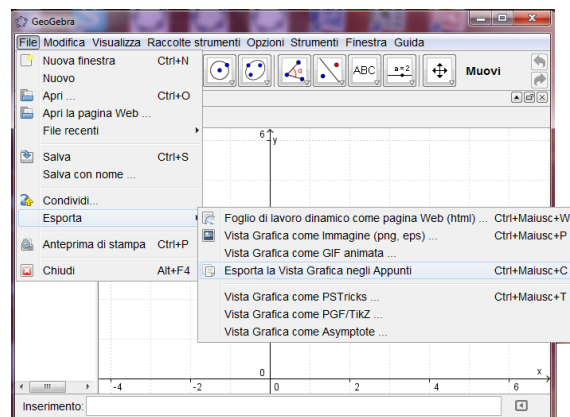 GeoGebra
File Modifica Visualizza Raccolte strumenti Opzioni Strumenti Finestra Guida
Nuova finestra Ctrl+N
Nuovo
Apri ... Ctrl+O
Apri la pagina Web ...
File recenti
Salva Ctrl+S
Salva con nome ...
Condividi...
Esporta
Anteprima di stampa Ctrl+P
Chiudi Alt+F4
ABC
a=2
Muovi
6
y
Foglio di lavoro dinamico come pagina Web (html) ... Ctrl+Maiusc+W
Vista Grafica come Immagine (png, eps) ... Ctrl+Maiusc+P
Vista Grafica come GIF animata ...
Esporta la Vista Grafica negli Appunti Ctrl+Maiusc+C
Vista Grafica come PSTricks ... Ctrl+Maiusc+T
Vista Grafica come PGF/TikZ ...
Vista Grafica come Asymptote ...
0
x
-4 -2 0 2 4 6
Inserimento: